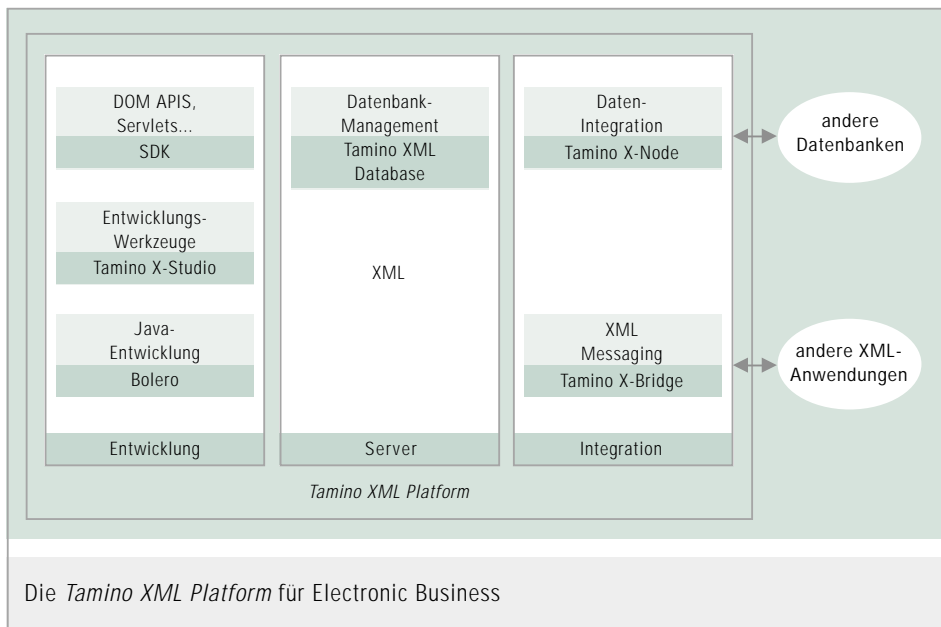 DOM APIS,
Servlets...
SDK
Entwicklungs-
Werkzeuge
Tamino X-Studio
Java-
Entwicklung
Bolero
Entwicklung
Datenbank-
Management
Tamino XML
Database
XML
Server
Daten-
Integration
Tamino X-Node
XML
Messaging
Tamino X-Bridge
Integration
andere
Datenbanken
andere XML-
Anwendungen
Tamino XML Platform
Die Tamino XML Platform für Electronic Business